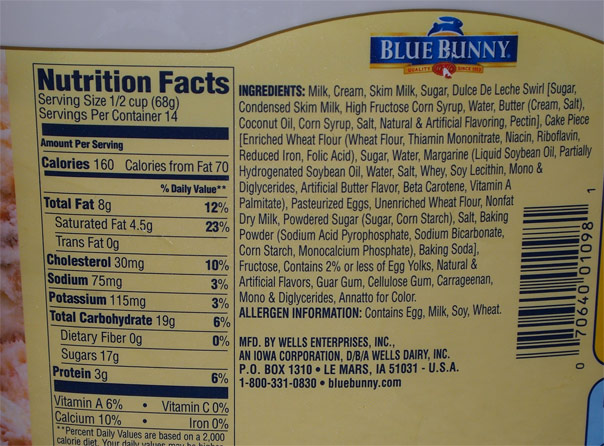 BLUE BUNNY
QUALITY SINCE 1935
Nutrition Facts
Serving Size 1/2 cup (68g)
Servings Per Container 14
Amount Per Serving
Calories 160 Calories from Fat 70
% Daily Value**
Total Fat 8g 12%
Saturated Fat 4.5g 23%
Trans Fat 0g
Cholesterol 30mg 10%
Sodium 75mg 3%
Potassium 115mg 3%
Total Carbohydrate 19g 6%
Dietary Fiber 0g 0%
Sugars 17g
Protein 3g 6%
Vitamin A 6% • Vitamin C 0%
Calcium 10% • Iron 0%
**Percent Daily Values are based on a 2,000
calorie diet. Your daily values may be higher
INGREDIENTS: Milk, Cream, Skim Milk, Sugar, Dulce De Leche Swirl [Sugar,
Condensed Skim Milk, High Fructose Corn Syrup, Water, Butter (Cream, Salt),
Coconut Oil, Corn Syrup, Salt, Natural & Artificial Flavoring, Pectin], Cake Piece
[Enriched Wheat Flour (Wheat Flour, Thiamin Mononitrate, Niacin, Riboflavin,
Reduced Iron, Folic Acid), Sugar, Water, Margarine (Liquid Soybean Oil, Partially
Hydrogenated Soybean Oil, Water, Salt, Whey, Soy Lecithin, Mono &
Diglycerides, Artificial Butter Flavor, Beta Carotene, Vitamin A
Palmitate), Pasteurized Eggs, Unenriched Wheat Flour, Nonfat
Dry Milk, Powdered Sugar (Sugar, Corn Starch), Salt, Baking
Powder (Sodium Acid Pyrophosphate, Sodium Bicarbonate,
Corn Starch, Monocalcium Phosphate), Baking Soda],
Fructose, Contains 2% or less of Egg Yolks, Natural &
Artificial Flavors, Guar Gum, Cellulose Gum, Carrageenan,
Mono & Diglycerides, Annatto for Color.
ALLERGEN INFORMATION: Contains Egg, Milk, Soy, Wheat.
MFD. BY WELLS ENTERPRISES, INC.,
AN IOWA CORPORATION, D/B/A WELLS DAIRY, INC.
P.O. BOX 1310 • LE MARS, IA 51031 - U.S.A.
1-800-331-0830 • bluebunny.com
0 70640 01098 1